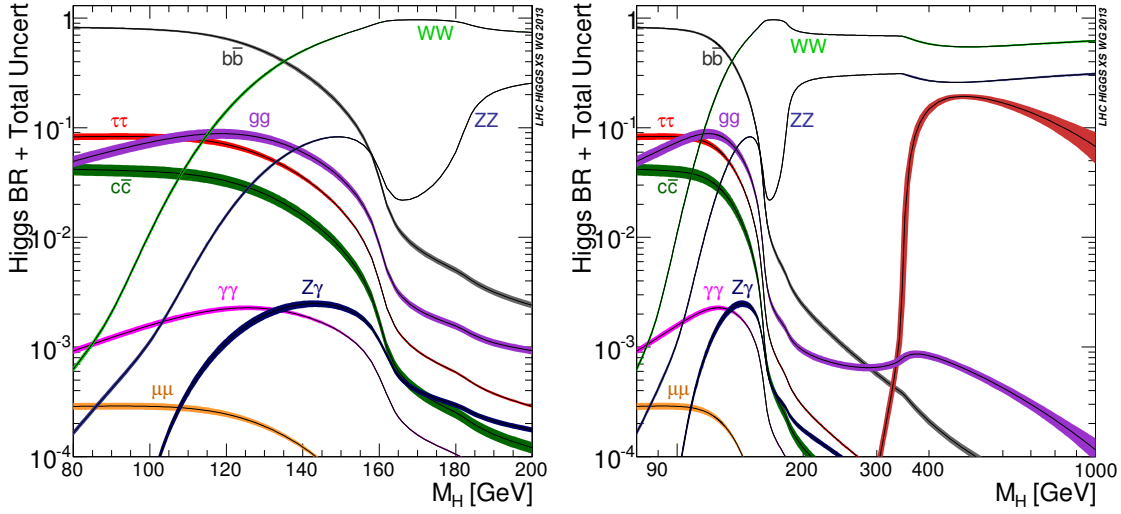 Higgs BR + Total Uncert
LHC HIGGS XS WG 2013
1
10⁻¹
10⁻²
10⁻³
10⁻⁴
bb̄
WW
ττ
gg
ZZ
cc̄
γγ
Zγ
μμ
80 100 120 140 160 180 200
M_H [GeV]
Higgs BR + Total Uncert
LHC HIGGS XS WG 2013
1
10⁻¹
10⁻²
10⁻³
10⁻⁴
bb̄
WW
ττ
gg
ZZ
cc̄
γγ
Zγ
μμ
90 200 300 400 1000
M_H [GeV]